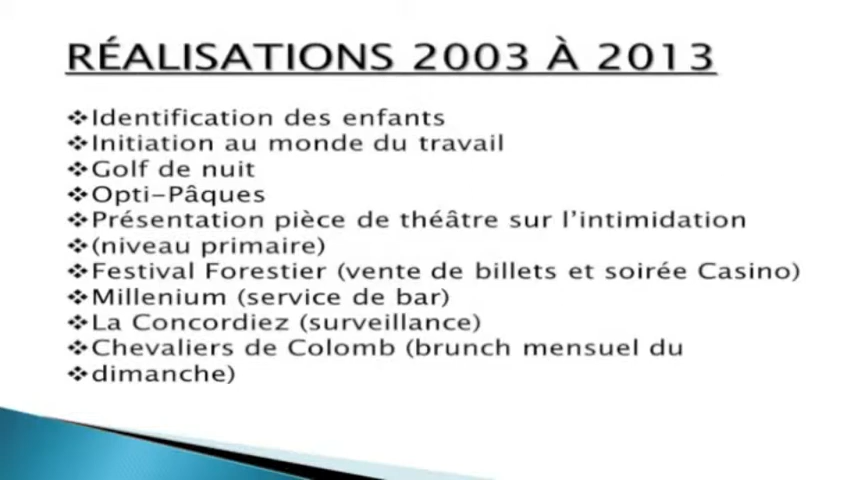 RÉALISATIONS 2003 À 2013
❖Identification des enfants
❖Initiation au monde du travail
❖Golf de nuit
❖Opti-Pâques
❖Présentation pièce de théâtre sur l’intimidation
❖(niveau primaire)
❖Festival Forestier (vente de billets et soirée Casino)
❖Millenium (service de bar)
❖La Concordiez (surveillance)
❖Chevaliers de Colomb (brunch mensuel du
❖dimanche)